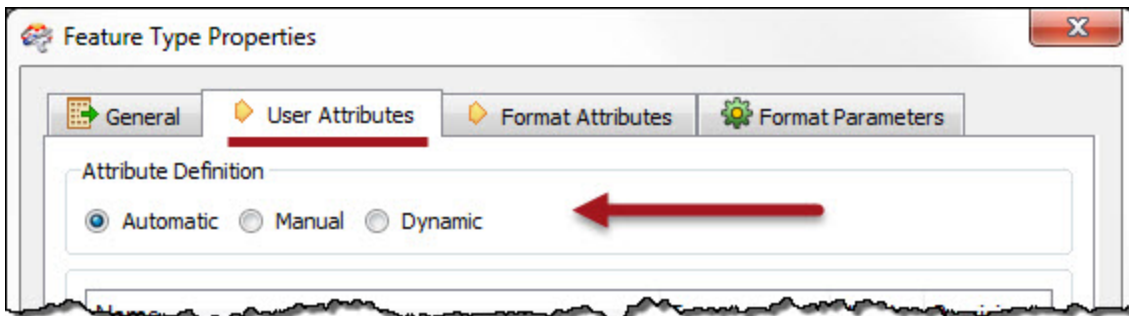 Feature Type Properties
General User Attributes Format Attributes Format Parameters
Attribute Definition
Automatic Manual Dynamic